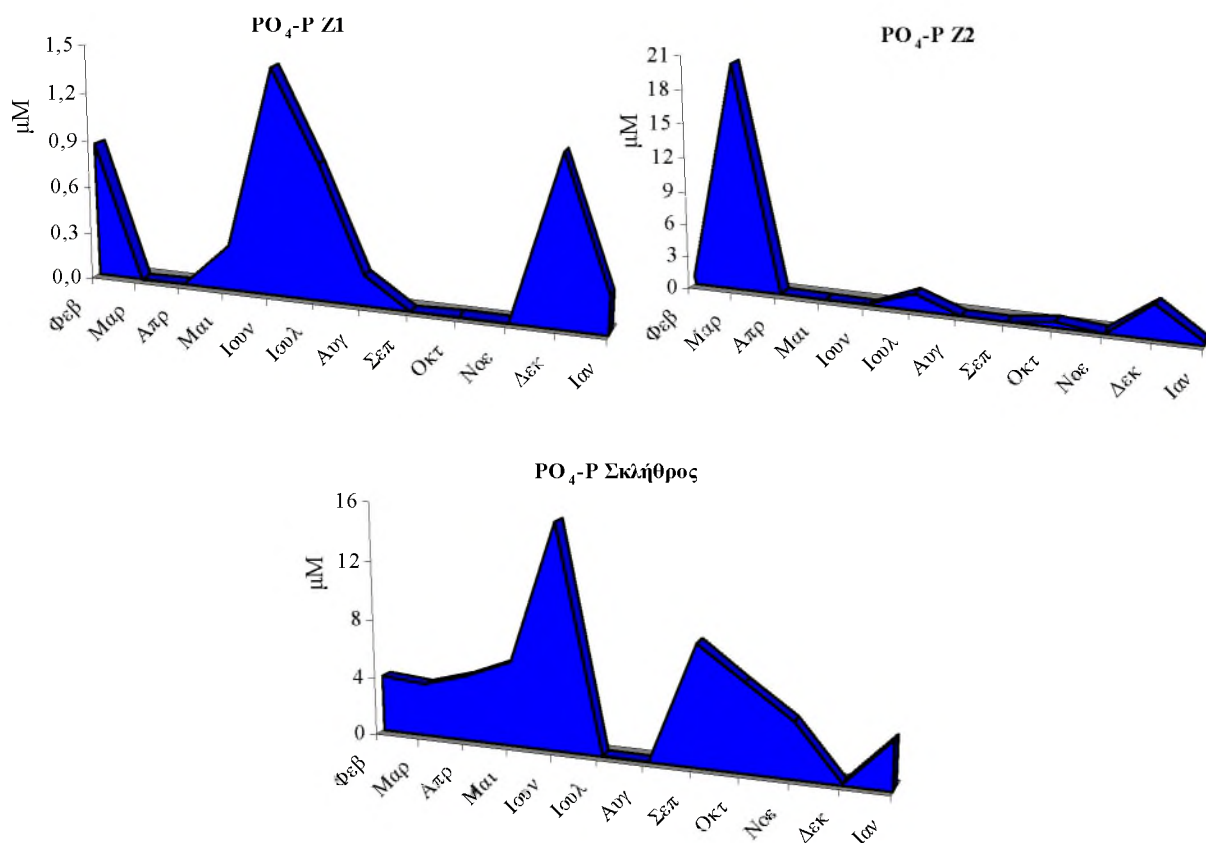 PO4-P Z1
1,5
1,2
0,9
0,6
0,3
0,0
μM
Φεβ
Μαρ
Απρ
Μαι
Ιουν
Ιουλ
Αυγ
Σεπ
Οκτ
Νοε
Δεκ
Ιαν
PO4-P Z2
21
18
15
12
9
6
3
0
μM
Φεβ
Μαρ
Απρ
Μαι
Ιουν
Ιουλ
Αυγ
Σεπ
Οκτ
Νοε
Δεκ
Ιαν
PO4-P Σκλήθρος
16
12
8
4
0
μM
Φεβ
Μαρ
Απρ
Μαι
Ιουν
Ιουλ
Αυγ
Σεπ
Οκτ
Νοε
Δεκ
Ιαν